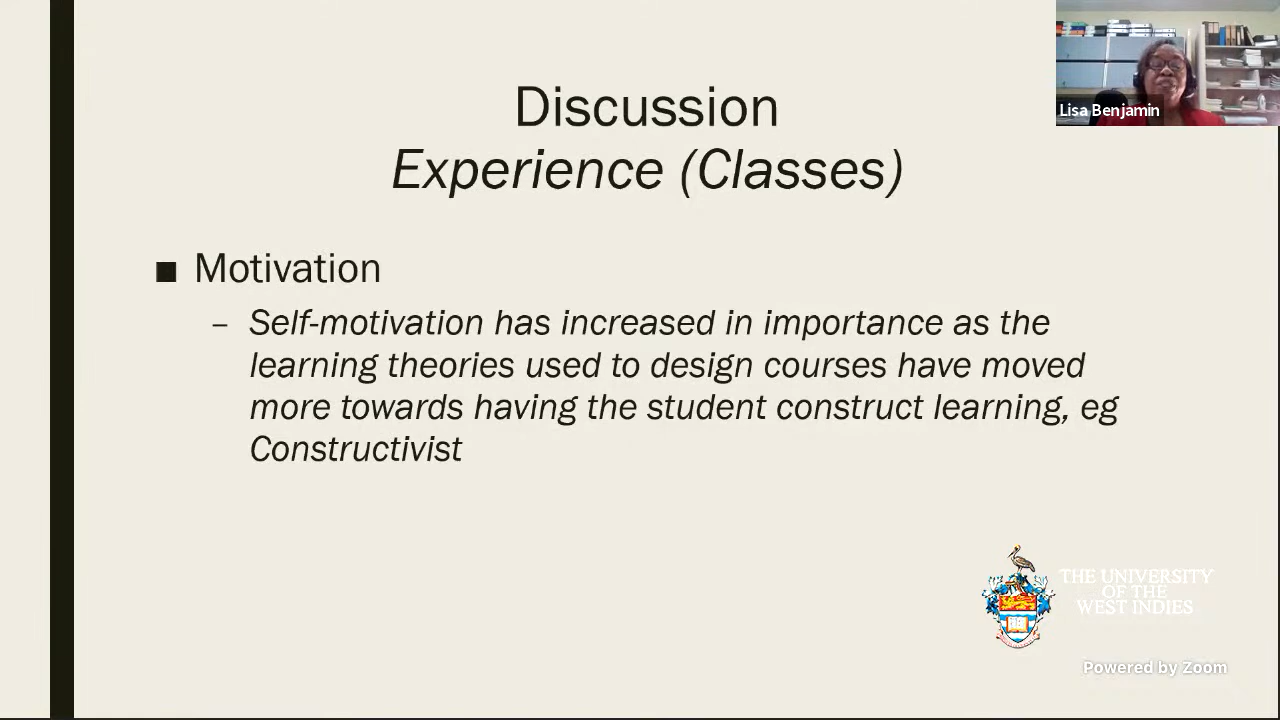 Lisa Benjamin
Discussion
Experience (Classes)
■ Motivation
– Self-motivation has increased in importance as the
learning theories used to design courses have moved
more towards having the student construct learning, eg
Constructivist
THE UNIVERSITY
OF THE
WEST INDIES
Powered by Zoom